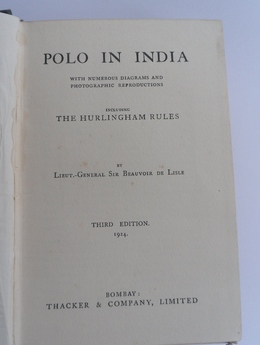 POLO IN INDIA
WITH NUMEROUS DIAGRAMS AND
PHOTOGRAPHIC REPRODUCTIONS
INCLUDING
THE HURLINGHAM RULES
BY
LIEUT.-GENERAL SIR BEAUVOIR DE LISLE
THIRD EDITION.
1924.
BOMBAY:
THACKER & COMPANY, LIMITED